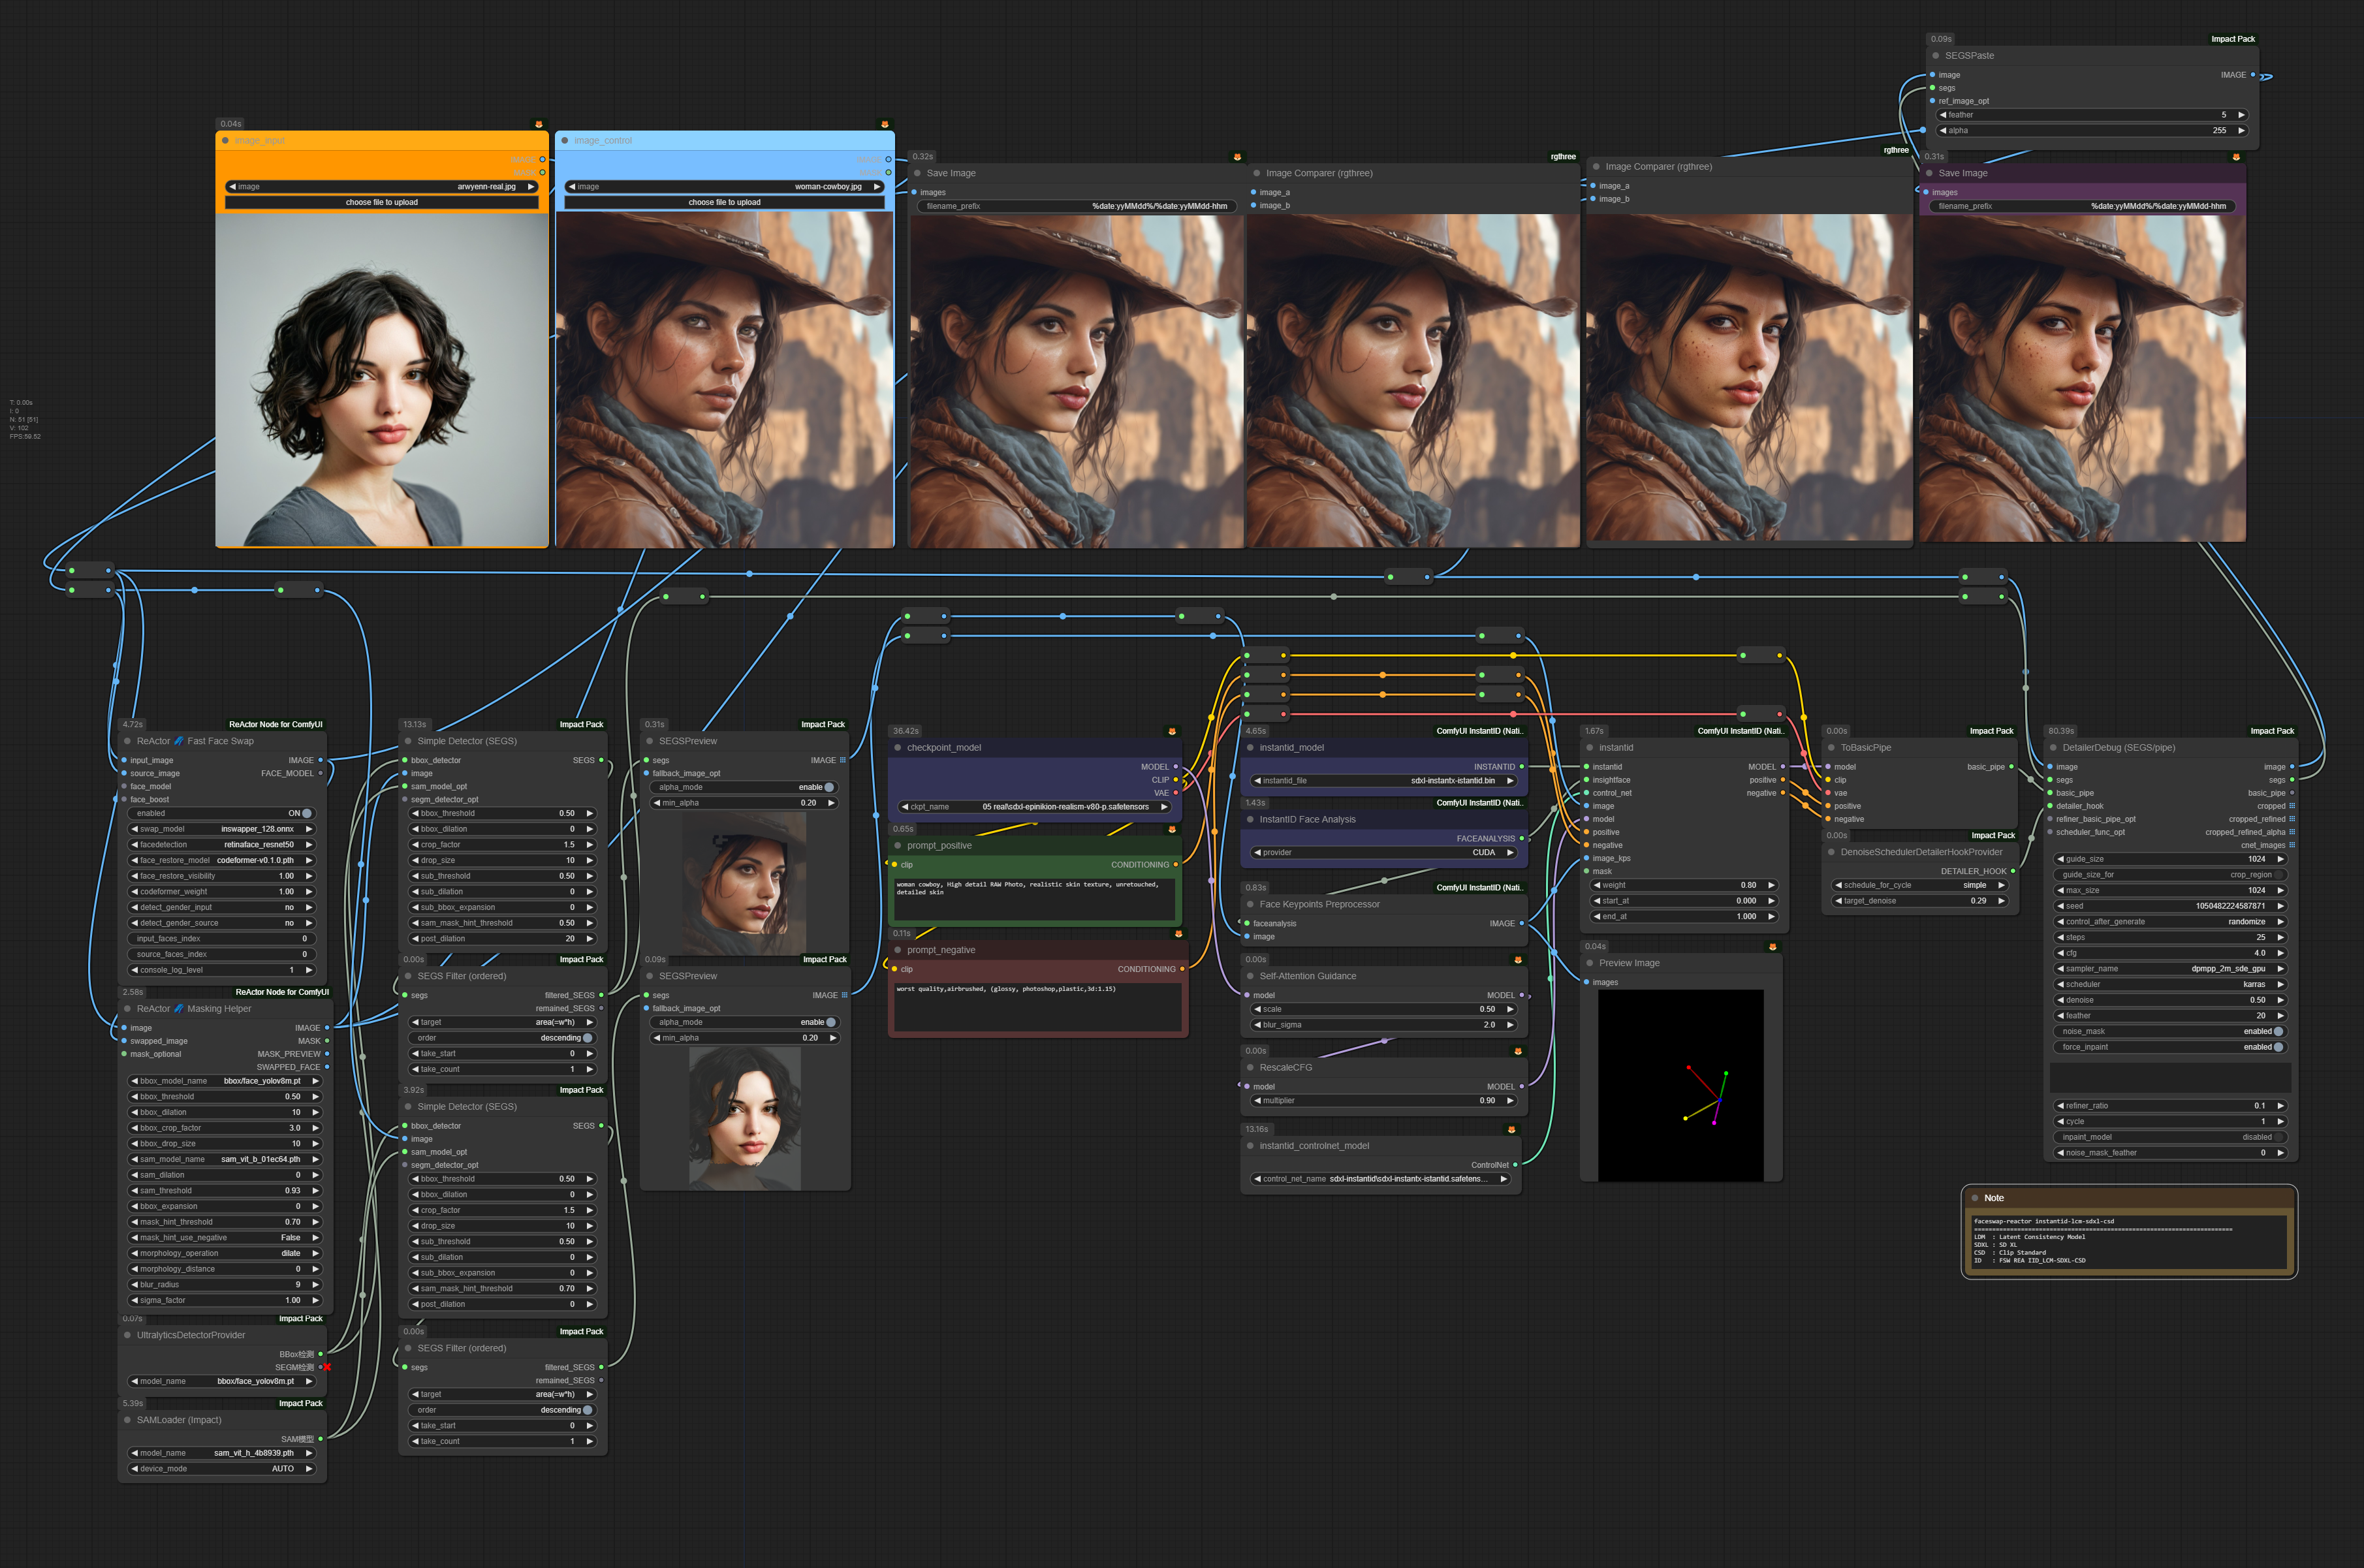 0.09s
Impact Pack
SEGSPaste
image
IMAGE
segs
ref_image_opt
feather
5
alpha
255
0.04s
image_input
IMAGE
MASK
image
arwyenn-real.jpg
choose file to upload
image_control
IMAGE
MASK
image
woman-cowboy.jpg
choose file to upload
0.32s
Save Image
images
filename_prefix
%date:yyMMdd%/%date:yyMMdd-hhm
rgthree
Image Comparer (rgthree)
image_a
image_b
rgthree
Image Comparer (rgthree)
image_a
image_b
0.31s
Save Image
images
filename_prefix
%date:yyMMdd%/%date:yyMMdd-hhm
T: 0.00s
I: 0
N: 51 [51]
V: 102
FPS:59.52
4.72s
ReActor Node for ComfyUI
ReActor 🌌 Fast Face Swap
input_image
IMAGE
source_image
FACE_MODEL
face_model
face_boost
enabled
ON
swap_model
inswapper_128.onnx
facedetection
retinaface_resnet50
face_restore_model
codeformer-v0.1.0.pth
face_restore_visibility
1.00
codeformer_weight
1.00
detect_gender_input
no
detect_gender_source
no
input_faces_index
0
source_faces_index
0
console_log_level
1
2.58s
ReActor Node for ComfyUI
ReActor 🌌 Masking Helper
image
IMAGE
swapped_image
MASK
mask_optional
MASK_PREVIEW
SWAPPED_FACE
bbox_model_name
bbox/face_yolov8m.pt
bbox_threshold
0.50
bbox_dilation
10
bbox_crop_factor
3.0
bbox_drop_size
10
sam_model_name
sam_vit_b_01ec64.pth
sam_dilation
0
sam_threshold
0.93
bbox_expansion
0
mask_hint_threshold
0.70
mask_hint_use_negative
False
morphology_operation
dilate
morphology_distance
0
blur_radius
9
sigma_factor
1.00
0.07s
Impact Pack
UltralyticsDetectorProvider
BBox检测
SEGM检测
model_name
bbox/face_yolov8m.pt
5.39s
Impact Pack
SAMLoader (Impact)
SAM模型
model_name
sam_vit_h_4b8939.pth
device_mode
AUTO
13.13s
Impact Pack
Simple Detector (SEGS)
bbox_detector
SEGS
image
sam_model_opt
segm_detector_opt
bbox_threshold
0.50
bbox_dilation
0
crop_factor
1.5
drop_size
10
sub_threshold
0.50
sub_dilation
0
sub_bbox_expansion
0
sam_mask_hint_threshold
0.50
post_dilation
20
0.00s
Impact Pack
SEGS Filter (ordered)
segs
filtered_SEGS
remained_SEGS
target
area(=w*h)
order
descending
take_start
0
take_count
1
3.92s
Impact Pack
Simple Detector (SEGS)
bbox_detector
SEGS
image
sam_model_opt
segm_detector_opt
bbox_threshold
0.50
bbox_dilation
0
crop_factor
1.5
drop_size
10
sub_threshold
0.50
sub_dilation
0
sub_bbox_expansion
0
sam_mask_hint_threshold
0.70
post_dilation
0
0.00s
Impact Pack
SEGS Filter (ordered)
segs
filtered_SEGS
remained_SEGS
target
area(=w*h)
order
descending
take_start
0
take_count
1
0.31s
Impact Pack
SEGSPreview
segs
IMAGE
fallback_image_opt
alpha_mode
enable
min_alpha
0.20
0.09s
Impact Pack
SEGSPreview
segs
IMAGE
fallback_image_opt
alpha_mode
enable
min_alpha
0.20
36.42s
checkpoint_model
MODEL
CLIP
VAE
ckpt_name
05 real\sdxl-epinikion-realism-v80-p.safetensors
0.65s
prompt_positive
clip
CONDITIONING
woman cowboy, High detail RAW Photo, realistic skin texture, unretouched,
detailed skin
0.11s
prompt_negative
clip
CONDITIONING
worst quality,airbrushed, (glossy, photoshop,plastic,3d:1.15)
4.65s
ComfyUI InstantID (Nati..
instantid_model
INSTANTID
instantid_file
sdxl-instantx-istantid.bin
1.43s
ComfyUI InstantID (Nati..
InstantID Face Analysis
FACEANALYSIS
provider
CUDA
0.83s
ComfyUI InstantID (Nati..
Face Keypoints Preprocessor
faceanalysis
IMAGE
image
0.00s
Self-Attention Guidance
model
MODEL
scale
0.50
blur_sigma
2.0
0.00s
RescaleCFG
model
MODEL
multiplier
0.90
13.16s
instantid_controlnet_model
ControlNet
control_net_name
sdxl-instantid\sdxl-instantx-istantid.safetens...
1.67s
ComfyUI InstantID (Nati..
instantid
instantid
MODEL
insightface
positive
control_net
negative
image
model
positive
negative
image_kps
mask
weight
0.80
start_at
0.000
end_at
1.000
0.04s
Preview Image
images
0.00s
Impact Pack
ToBasicPipe
model
basic_pipe
clip
vae
positive
negative
0.00s
Impact Pack
DenoiseSchedulerDetailerHookProvider
DETAILER_HOOK
schedule_for_cycle
simple
target_denoise
0.29
80.39s
Impact Pack
DetailerDebug (SEGS/pipe)
image
image
segs
segs
basic_pipe
basic_pipe
detailer_hook
cropped
refiner_basic_pipe_opt
cropped_refined
scheduler_func_opt
cropped_refined_alpha
cnet_images
guide_size
1024
guide_size_for
crop_region
max_size
1024
seed
1050482224587871
control_after_generate
randomize
steps
25
cfg
4.0
sampler_name
dpmpp_2m_sde_gpu
scheduler
karras
denoise
0.50
feather
20
noise_mask
enabled
force_inpaint
enabled
refiner_ratio
0.1
cycle
1
inpaint_model
disabled
noise_mask_feather
0
Note
faceswap-reactor instantid-lcm-sdxl-csd
LDM : Latent Consistency Model
SDXL : SD XL
CSD : Clip Standard
ID : FSW REA IID_LCM-SDXL-CSD